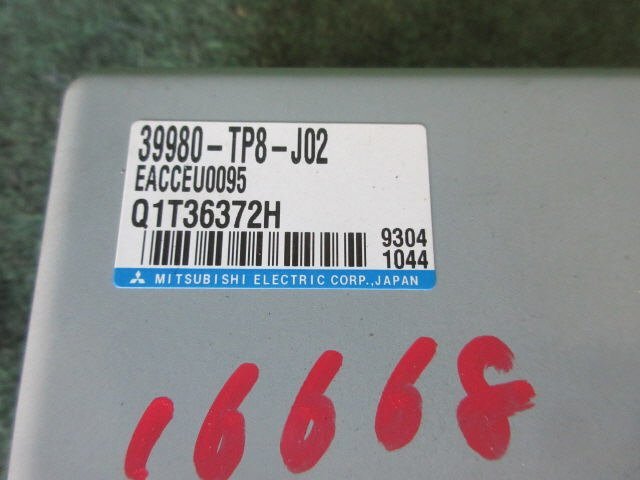 39980-TP8-J02
EACCEU0095
Q1T36372H
9304
1044
MITSUBISHI ELECTRIC CORP.,JAPAN
16668